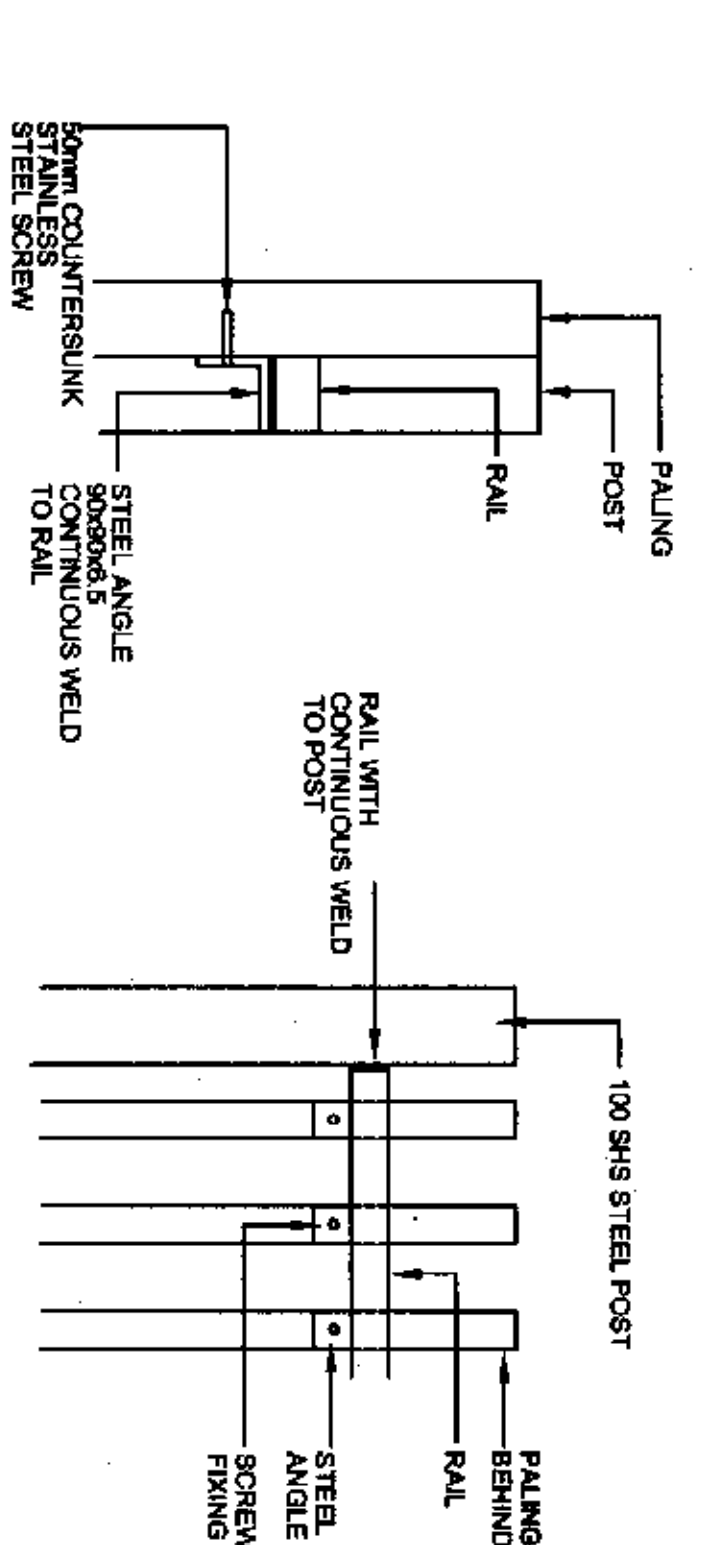 PALING
POST
RAIL
50mm COUNTERSUNK
STAINLESS
STEEL SCREW
STEEL ANGLE
90x90x6.5
CONTINUOUS WELD
TO RAIL
100 SHS STEEL POST
RAIL WITH
CONTINUOUS WELD
TO POST
PALING
BEHIND
RAIL
STEEL
ANGLE
SCREW
FIXING